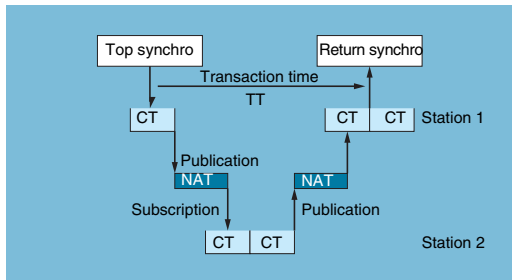 Top synchro
Return synchro
Transaction time
TT
CT
CT
CT
Station 1
Publication
NAT
NAT
Subscription
Publication
CT
CT
Station 2